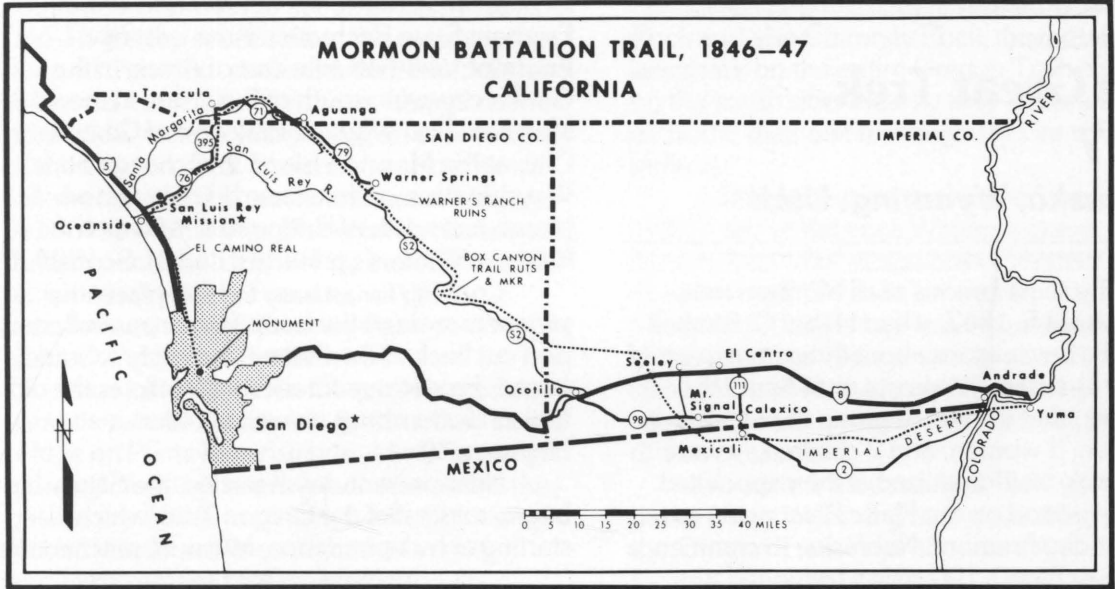 MORMON BATTALION TRAIL, 1846-47
CALIFORNIA
Temecula
Santa Margarita
71
Aguanga
SAN DIEGO CO.
IMPERIAL CO.
RIVER
395
5
76
San Luis Rey R.
79
Warner Springs
San Luis Rey
Mission
Oceanside
WARNER'S RANCH
RUINS
EL CAMINO REAL
S2
BOX CANYON
TRAIL RUTS
& MKR
PACIFIC OCEAN
MONUMENT
S2
Seeley
El Centro
Ocotillo
111
Andrade
Mt.
Signal
8
Calexico
98
Yuma
San Diego
Mexicali
IMPERIAL DESERT
2
COLORADO
MEXICO
N
0 5 10 15 20 25 30 35 40 MILES